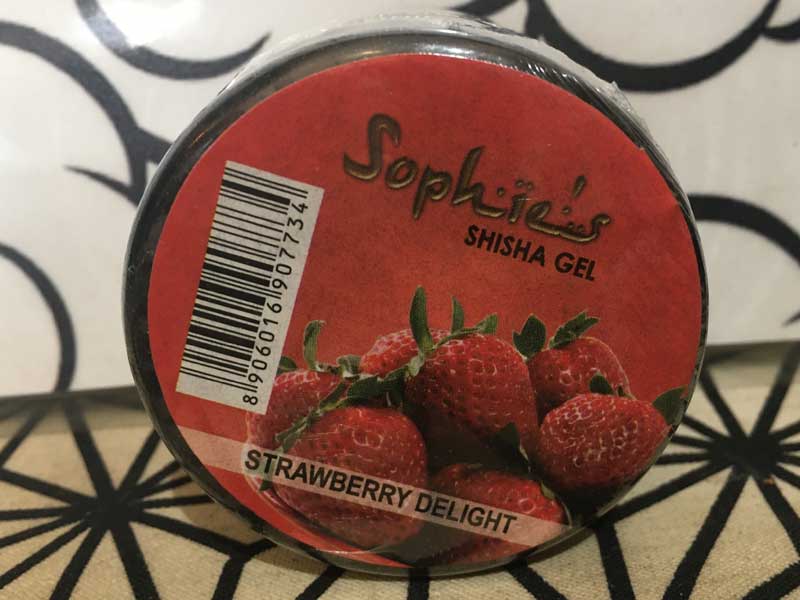 Sophie's
SHISHA GEL
8906016907734
STRAWBERRY DELIGHT